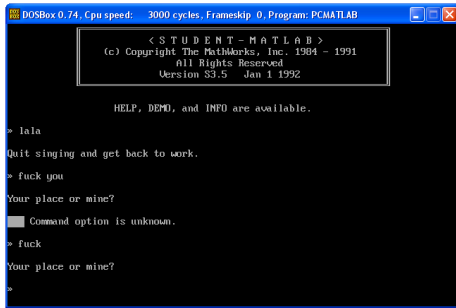 DOSBox 0.74, Cpu speed: 3000 cycles, Frameskip 0, Program: PCMATLAB
< S T U D E N T - M A T L A B >
(c) Copyright The MathWorks, Inc. 1984 - 1991
All Rights Reserved
Version S3.5 Jan 1 1992
HELP, DEMO, and INFO are available.
» lala
Quit singing and get back to work.
» fuck you
Your place or mine?
Command option is unknown.
» fuck
Your place or mine?
»